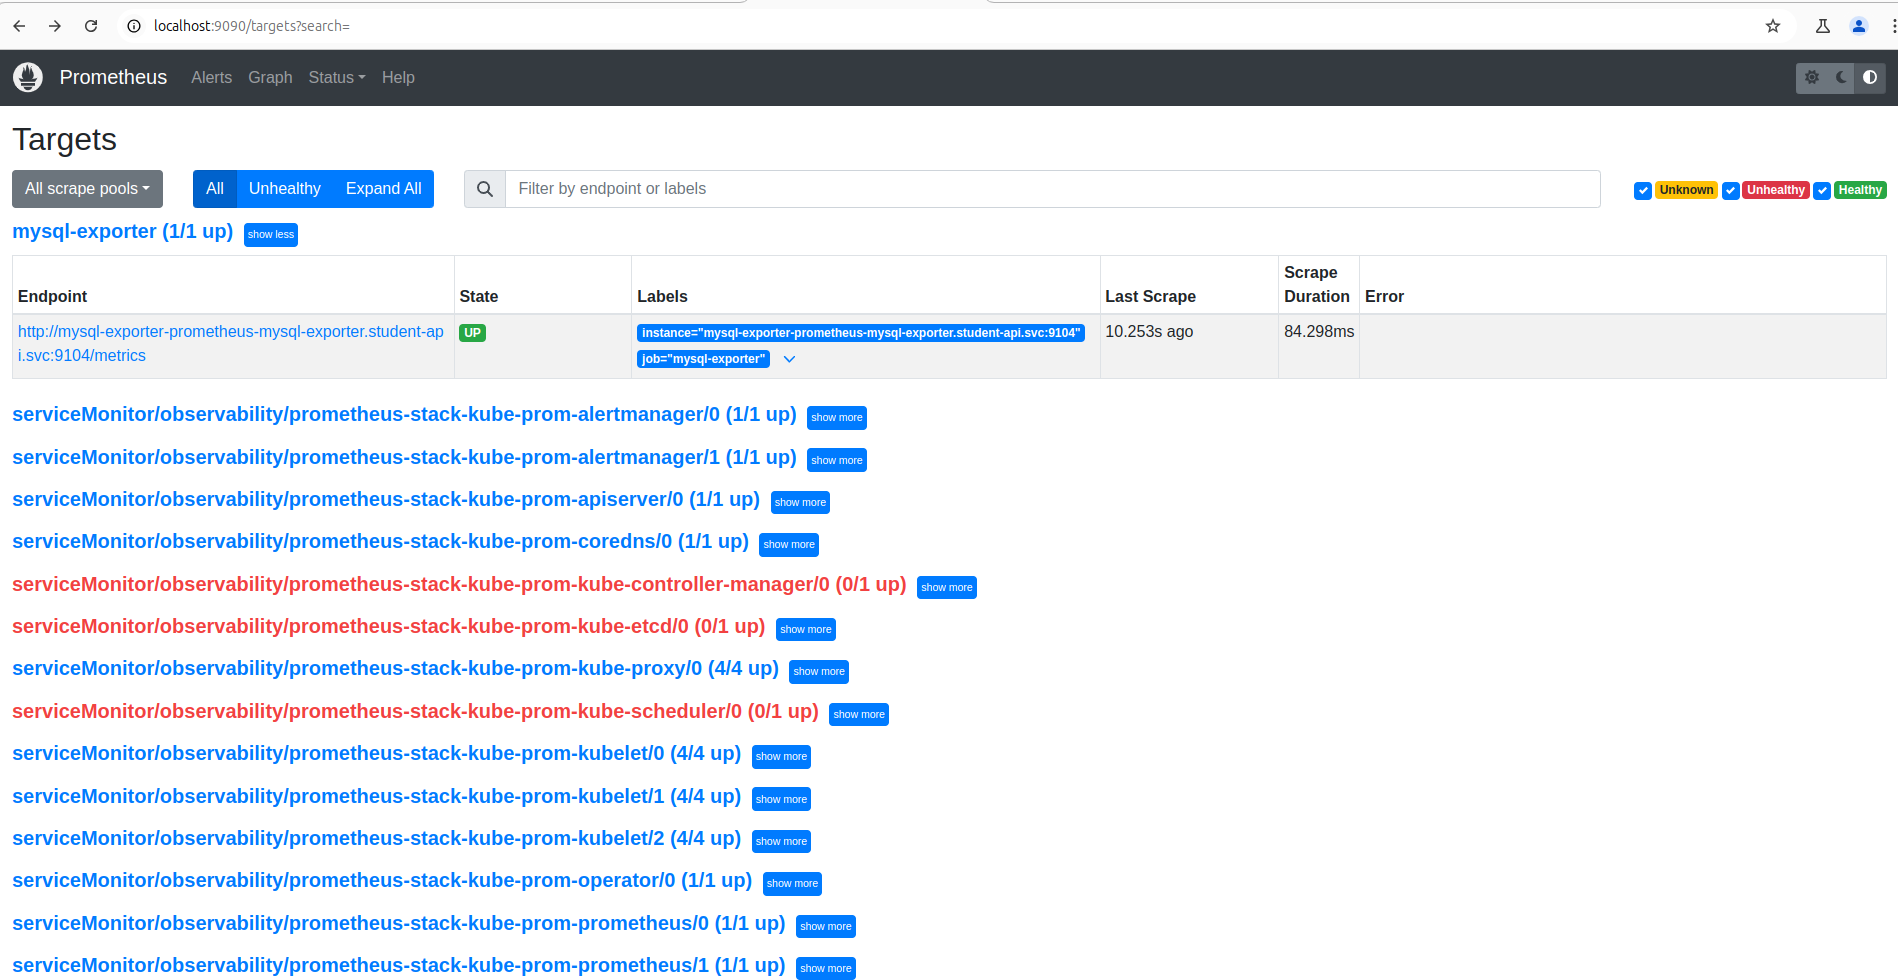 localhost:9090/targets?search=
Prometheus Alerts Graph Status Help
Targets
All scrape pools All Unhealthy Expand All Filter by endpoint or labels Unknown Unhealthy Healthy
mysql-exporter (1/1 up) show less
Endpoint State Labels Last Scrape Scrape Duration Error
http://mysql-exporter-prometheus-mysql-exporter.student-ap UP instance="mysql-exporter-prometheus-mysql-exporter.student-api.svc:9104" 10.253s ago 84.298ms
i.svc:9104/metrics job="mysql-exporter"
serviceMonitor/observability/prometheus-stack-kube-prom-alertmanager/0 (1/1 up) show more
serviceMonitor/observability/prometheus-stack-kube-prom-alertmanager/1 (1/1 up) show more
serviceMonitor/observability/prometheus-stack-kube-prom-apiserver/0 (1/1 up) show more
serviceMonitor/observability/prometheus-stack-kube-prom-coredns/0 (1/1 up) show more
serviceMonitor/observability/prometheus-stack-kube-prom-kube-controller-manager/0 (0/1 up) show more
serviceMonitor/observability/prometheus-stack-kube-prom-kube-etcd/0 (0/1 up) show more
serviceMonitor/observability/prometheus-stack-kube-prom-kube-proxy/0 (4/4 up) show more
serviceMonitor/observability/prometheus-stack-kube-prom-kube-scheduler/0 (0/1 up) show more
serviceMonitor/observability/prometheus-stack-kube-prom-kubelet/0 (4/4 up) show more
serviceMonitor/observability/prometheus-stack-kube-prom-kubelet/1 (4/4 up) show more
serviceMonitor/observability/prometheus-stack-kube-prom-kubelet/2 (4/4 up) show more
serviceMonitor/observability/prometheus-stack-kube-prom-operator/0 (1/1 up) show more
serviceMonitor/observability/prometheus-stack-kube-prom-prometheus/0 (1/1 up) show more
serviceMonitor/observability/prometheus-stack-kube-prom-prometheus/1 (1/1 up) show more